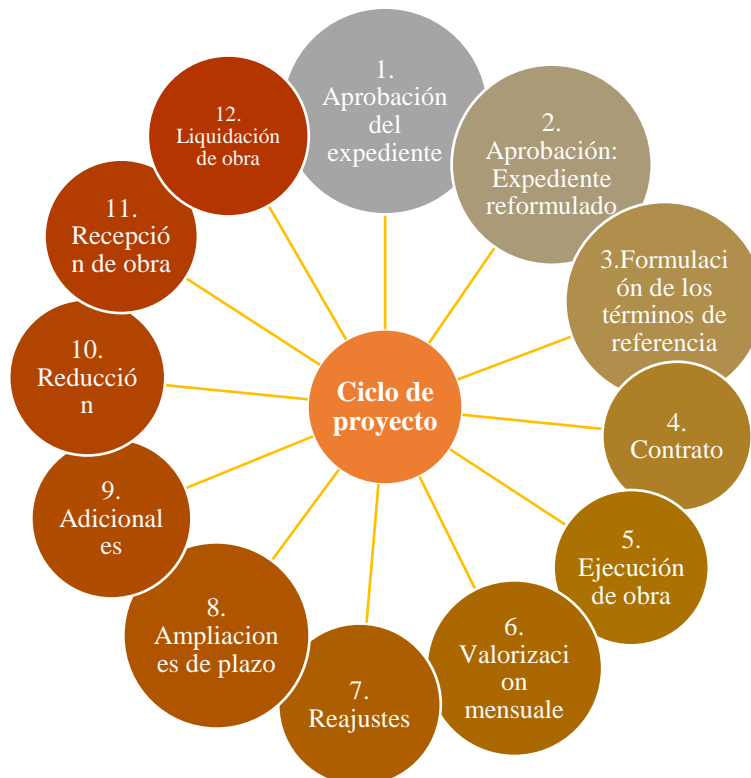 1.
Aprobación
del
expediente
2.
Aprobación:
Expediente
reformulado
3.Formulaci
ón de los
términos de
referencia
4.
Contrato
5.
Ejecución
de obra
6.
Valorizaci
on
mensuale
7.
Reajustes
8.
Ampliacion
es de plazo
9.
Adicional
es
10.
Reducció
n
11.
Recepció
n de obra
12.
Liquidación
de obra
Ciclo de
proyecto